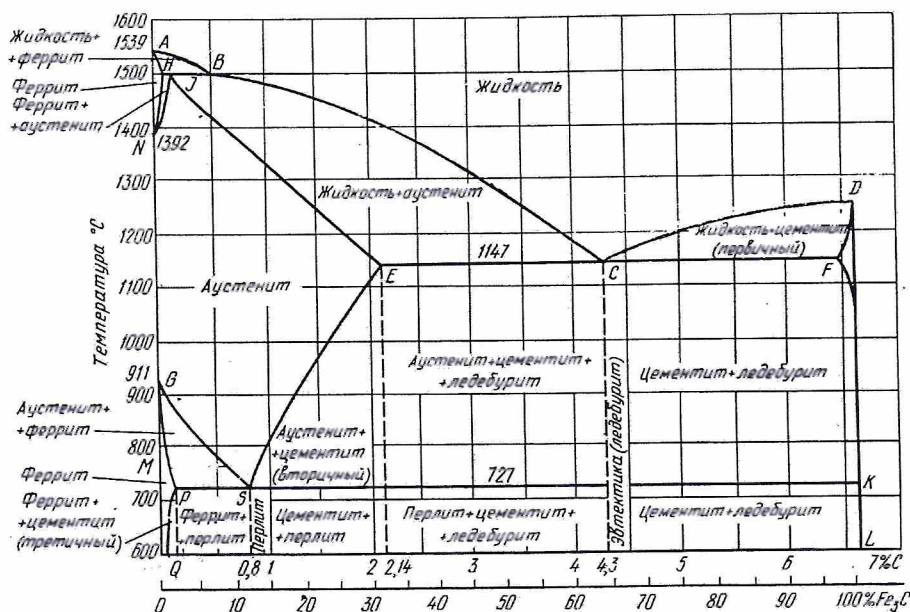 1600
1539
Жидкость+
+феррит
A
H
B
1500
Феррит
J
Жидкость
Феррит+
+аустенит
1400
N
1392
1300
D
Жидкость+аустенит
Температура °С
1200
Жидкость+цементит
(первичный)
1147
E
C
F
1100
Аустенит
1000
Аустенит+цементит+
+ледебурит
Цементит+ледебурит
911
G
900
Аустенит+
+феррит
800
Аустенит+
+цементит
(вторичный)
Эвтектика (ледебурит)
M
727
Феррит
700
P
S
K
Феррит+
+цементит
(третичный)
Феррит+
+перлит
Перлит
Цементит+
+перлит
Перлит+цементит+
+ледебурит
Цементит+ледебурит
L
600
Q 0,8 1 2 2,14 3 4 4,3 5 6 7%С
0 10 20 30 40 50 60 70 80 90 100 %Fe₃C